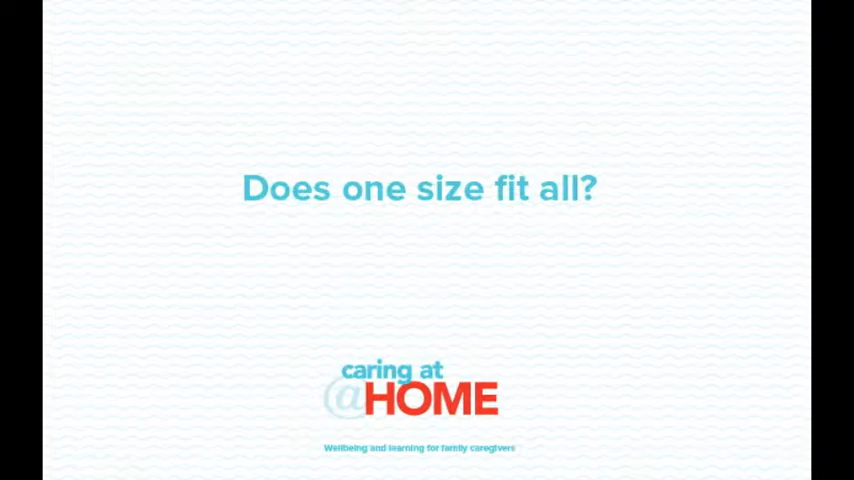 Does one size fit all?
caring at
@HOME
Wellbeing and learning for family caregivers